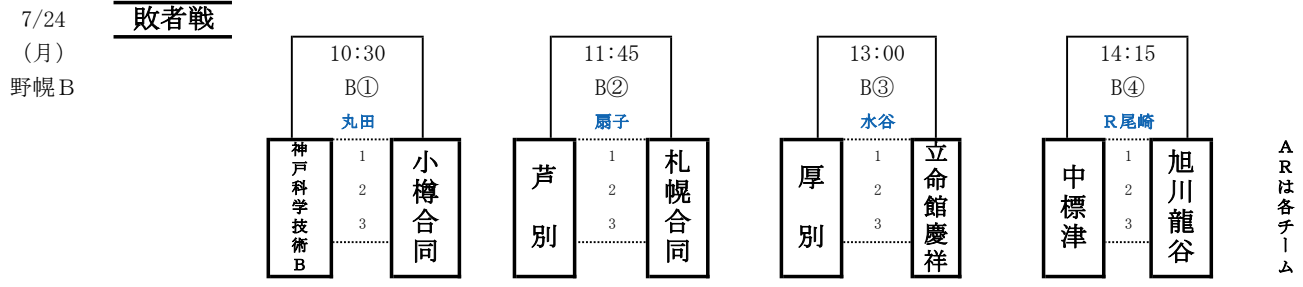 7/24
(月)
野幌B
敗者戦
10:30
B①
丸田
神戸科学技術B
1
2
3
小樽合同
11:45
B②
扇子
芦別
1
2
3
札幌合同
13:00
B③
水谷
厚別
1
2
3
立命館慶祥
14:15
B④
R尾崎
中標津
1
2
3
旭川龍谷
ARは各チーム